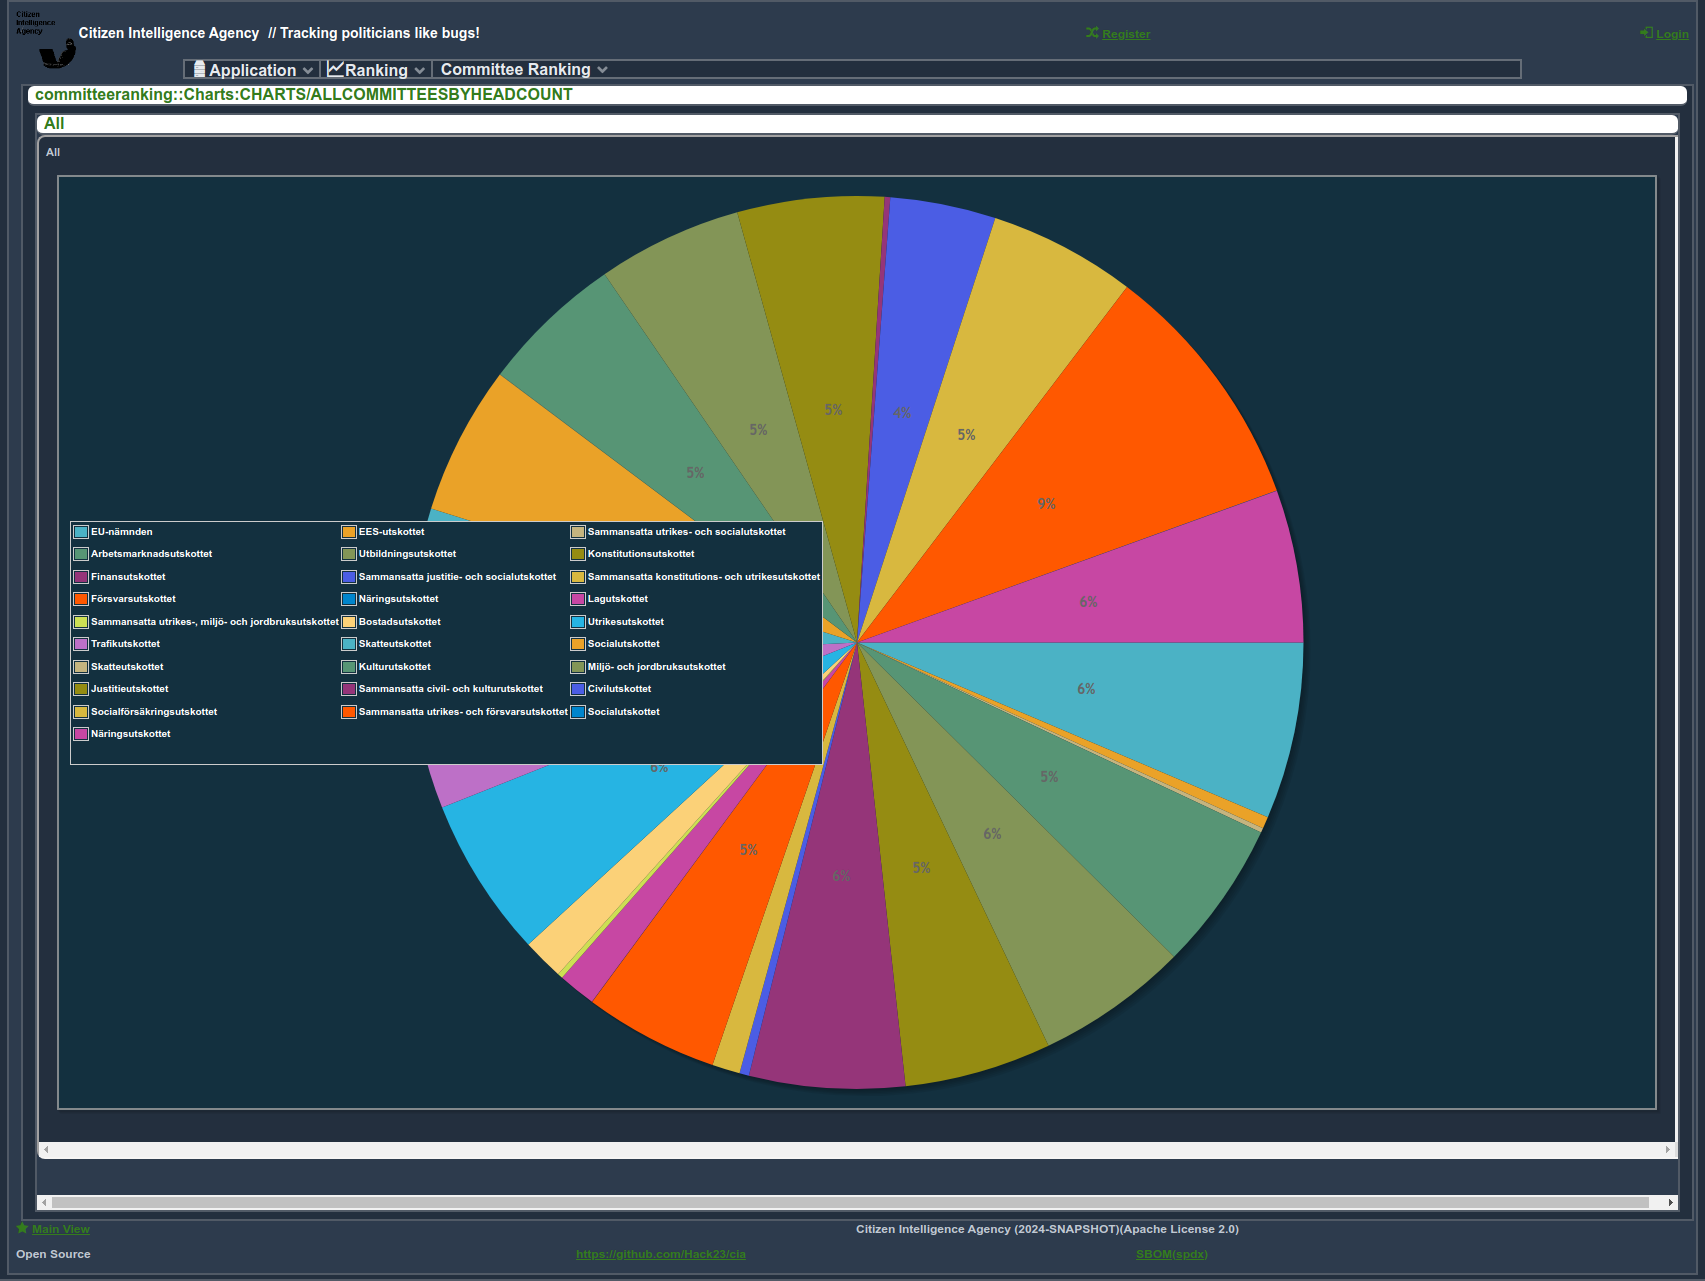 Citizen
Intelligence
Agency
Citizen Intelligence Agency // Tracking politicians like bugs!
Register
Login
Application
Ranking
Committee Ranking
committeeranking::Charts:CHARTS/ALLCOMMITTEESBYHEADCOUNT
All
All
5%
4%
5%
5%
5%
9%
6%
6%
5%
6%
5%
6%
5%
6%
EU-nämnden
EES-utskottet
Sammansatta utrikes- och socialutskottet
Arbetsmarknadsutskottet
Utbildningsutskottet
Konstitutionsutskottet
Finansutskottet
Sammansatta justitie- och socialutskottet
Sammansatta konstitutions- och utrikesutskottet
Försvarsutskottet
Näringsutskottet
Lagutskottet
Sammansatta utrikes-, miljö- och jordbruksutskottet
Bostadsutskottet
Utrikesutskottet
Trafikutskottet
Skatteutskottet
Socialutskottet
Skatteutskottet
Kulturutskottet
Miljö- och jordbruksutskottet
Justitieutskottet
Sammansatta civil- och kulturutskottet
Civilutskottet
Socialförsäkringsutskottet
Sammansatta utrikes- och försvarsutskottet
Socialutskottet
Näringsutskottet
Main View
Citizen Intelligence Agency (2024-SNAPSHOT)(Apache License 2.0)
Open Source
https://github.com/Hack23/cia
SBOM(spdx)